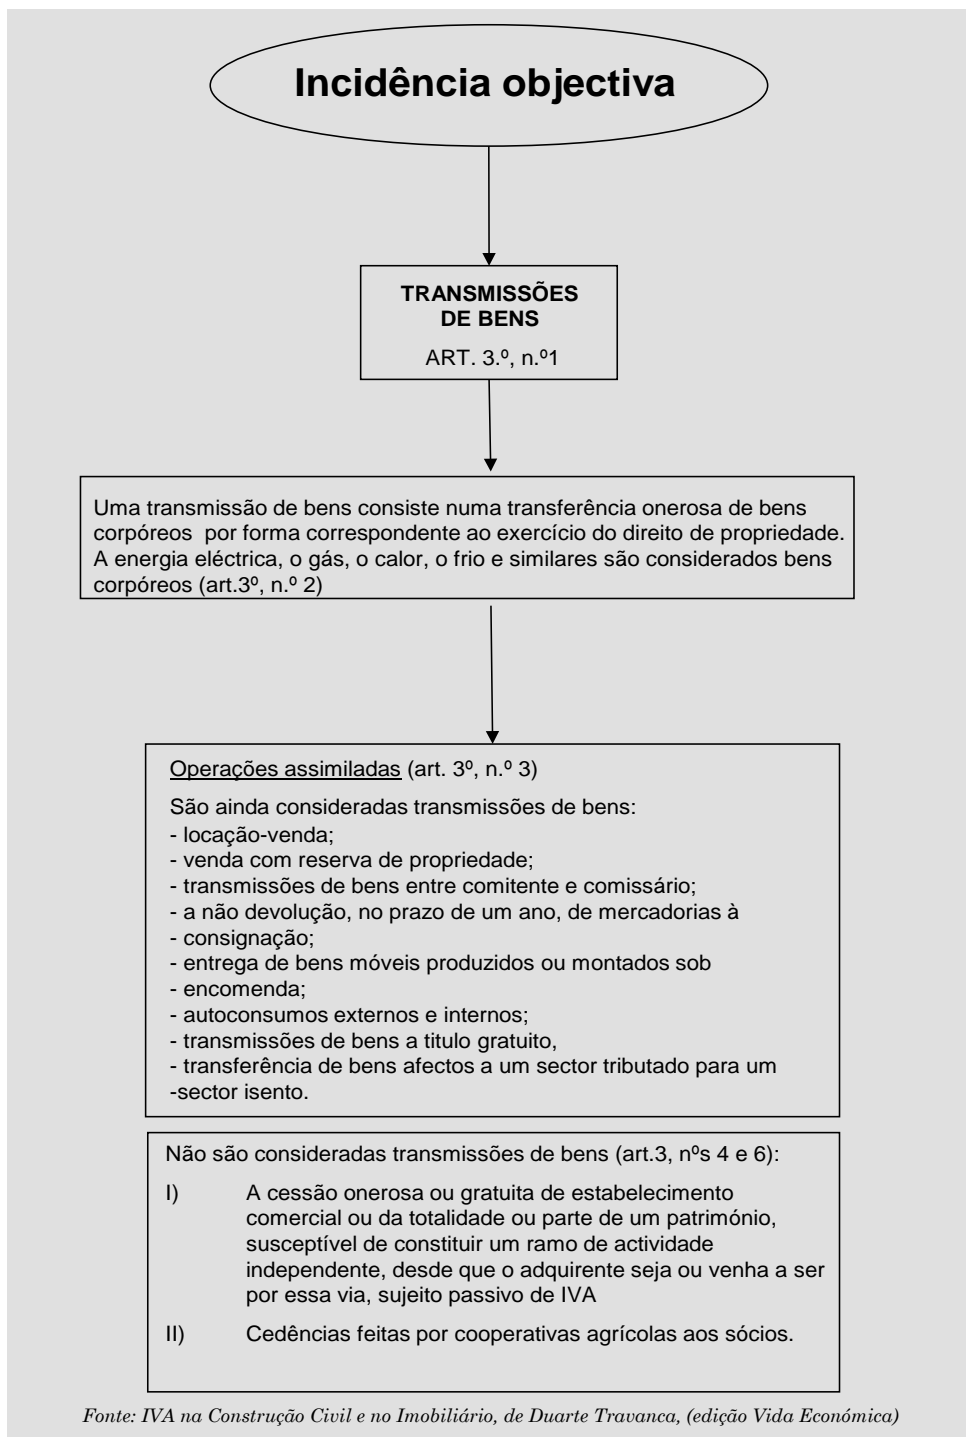 Incidência objectiva
TRANSMISSÕES
DE BENS
ART. 3.º, n.º1
Uma transmissão de bens consiste numa transferência onerosa de bens
corpóreos  por forma correspondente ao exercício do direito de propriedade.
A energia eléctrica, o gás, o calor, o frio e similares são considerados bens
corpóreos (art.3º, n.º 2)
Operações assimiladas (art. 3º, n.º 3)
São ainda consideradas transmissões de bens:
- locação-venda;
- venda com reserva de propriedade;
- transmissões de bens entre comitente e comissário;
- a não devolução, no prazo de um ano, de mercadorias à
- consignação;
- entrega de bens móveis produzidos ou montados sob
- encomenda;
- autoconsumos externos e internos;
- transmissões de bens a titulo gratuito,
- transferência de bens afectos a um sector tributado para um
-sector isento.
Não são consideradas transmissões de bens (art.3, nºs 4 e 6):
I) A cessão onerosa ou gratuita de estabelecimento
comercial ou da totalidade ou parte de um património,
susceptível de constituir um ramo de actividade
independente, desde que o adquirente seja ou venha a ser
por essa via, sujeito passivo de IVA
II) Cedências feitas por cooperativas agrícolas aos sócios.
Fonte: IVA na Construção Civil e no Imobiliário, de Duarte Travanca, (edição Vida Económica)